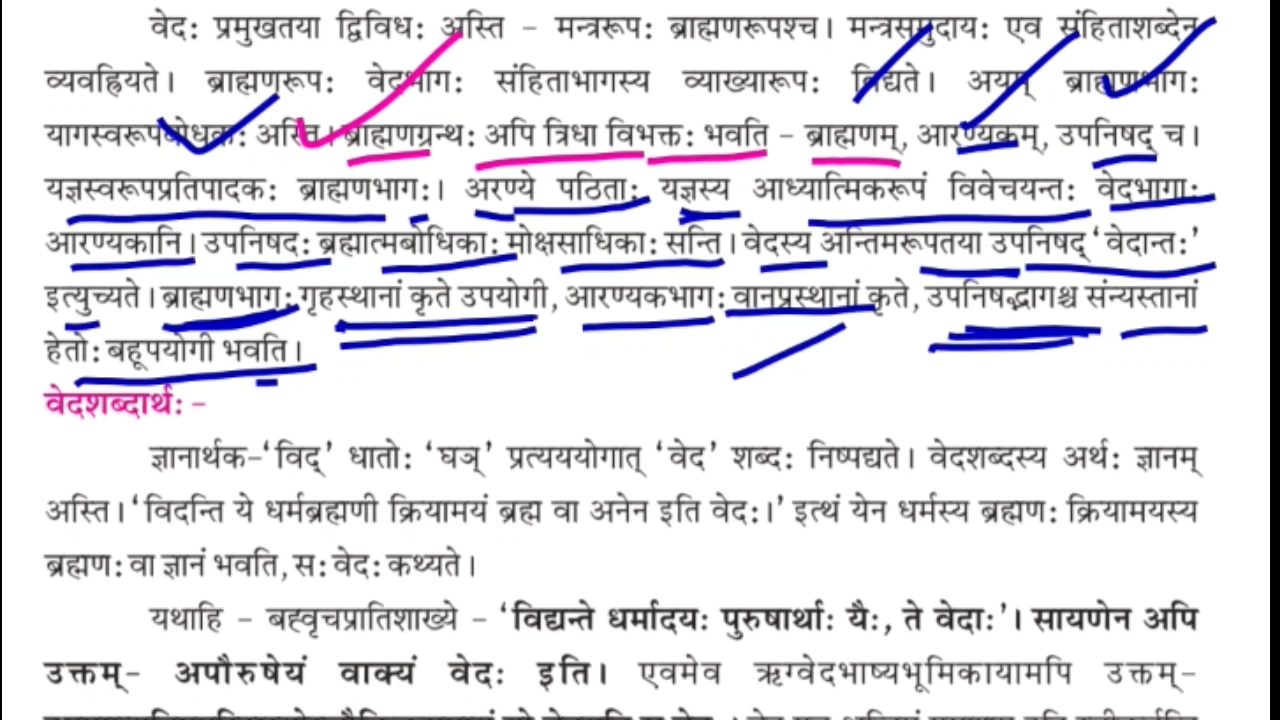 वेद: प्रमुखतया द्विविध: अस्ति – मन्त्ररूप: ब्राह्मणरूपश्च। मन्त्रसमुदाय: एव संहिताशब्देन
व्यवह्रियते। ब्राह्मणरूप: वेदभाग: संहिताभागस्य व्याख्यारूप: विद्यते। अयम् ब्राह्मणभाग:
यागस्वरूपबोधक: अस्ति। ब्राह्मणग्रन्थ: अपि त्रिधा विभक्त: भवति – ब्राह्मणम्, आरण्यकम्, उपनिषद् च।
यज्ञस्वरूपप्रतिपादक: ब्राह्मणभाग:। अरण्ये पठिता: यज्ञस्य आध्यात्मिकरूपं विवेचयन्त: वेदभागा:
आरण्यकानि। उपनिषद: ब्रह्मात्मबोधिका: मोक्षसाधिका: सन्ति। वेदस्य अन्तिमरूपतया उपनिषद् ‘वेदान्त:’
इत्युच्यते। ब्राह्मणभाग: गृहस्थानां कृते उपयोगी, आरण्यकभाग: वानप्रस्थानां कृते, उपनिषद्भागश्च संन्यस्तानां
हेतो: बहूपयोगी भवति।
वेदशब्दार्थ: –
ज्ञानार्थक–‘विद्’ धातो: ‘घञ्’ प्रत्यययोगात् ‘वेद’ शब्द: निष्पद्यते। वेदशब्दस्य अर्थ: ज्ञानम्
अस्ति। ‘विदन्ति ये धर्मब्रह्मणी क्रियामयं ब्रह्म वा अनेन इति वेद:।’ इत्थं येन धर्मस्य ब्रह्मण: क्रियामयस्य
ब्रह्मण: वा ज्ञानं भवति, स: वेद: कथ्यते।
यथाहि – बह्वृचप्रातिशाख्ये – ‘विद्यन्ते धर्मादय: पुरुषार्था: यै:, ते वेदा:’। सायणेन अपि
उक्तम्– अपौरुषेयं वाक्यं वेद: इति। एवमेव ऋग्वेदभाष्यभूमिकायामपि उक्तम्–